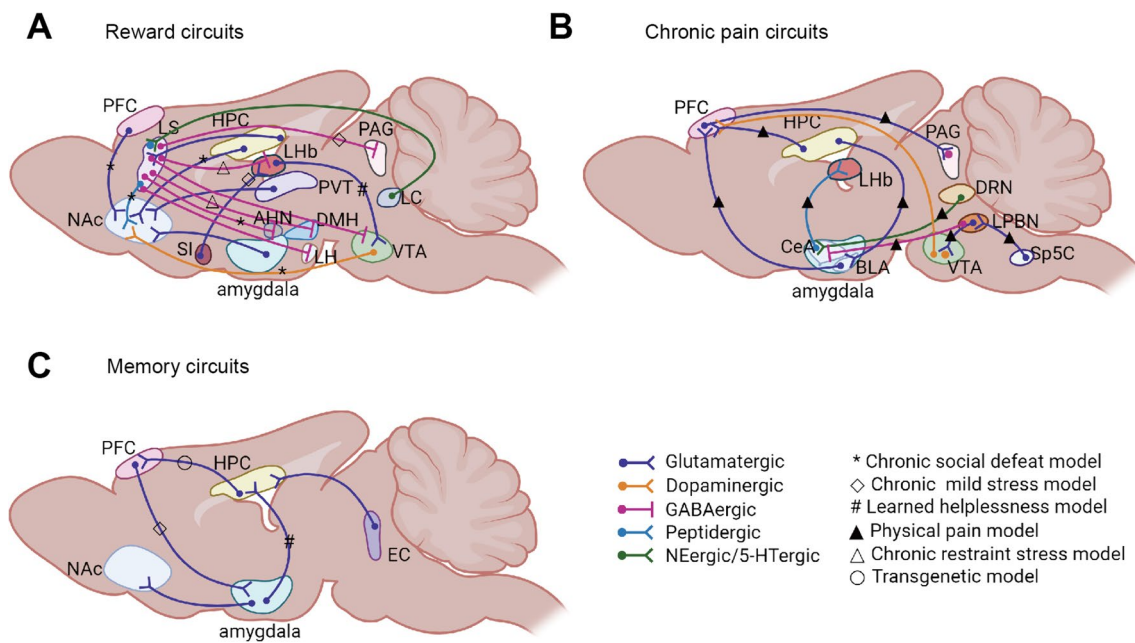 A Reward circuits
B Chronic pain circuits
PFC
LS
HPC
PAG
LHb
*
◇
*
△
◇
PVT
#
LC
*
△
NAc
*
AHN
DMH
SI
LH
VTA
*
amygdala
PFC
▲
HPC
▲
PAG
▲
LHb
DRN
▲
▲
▲
LPBN
CeA
▲
▲
▲
BLA
VTA
Sp5C
amygdala
C Memory circuits
PFC
○
HPC
◇
#
EC
NAc
amygdala
Glutamatergic
Dopaminergic
GABAergic
Peptidergic
NEergic/5-HTergic
* Chronic social defeat model
◇ Chronic mild stress model
# Learned helplessness model
▲ Physical pain model
△ Chronic restraint stress model
○ Transgenetic model